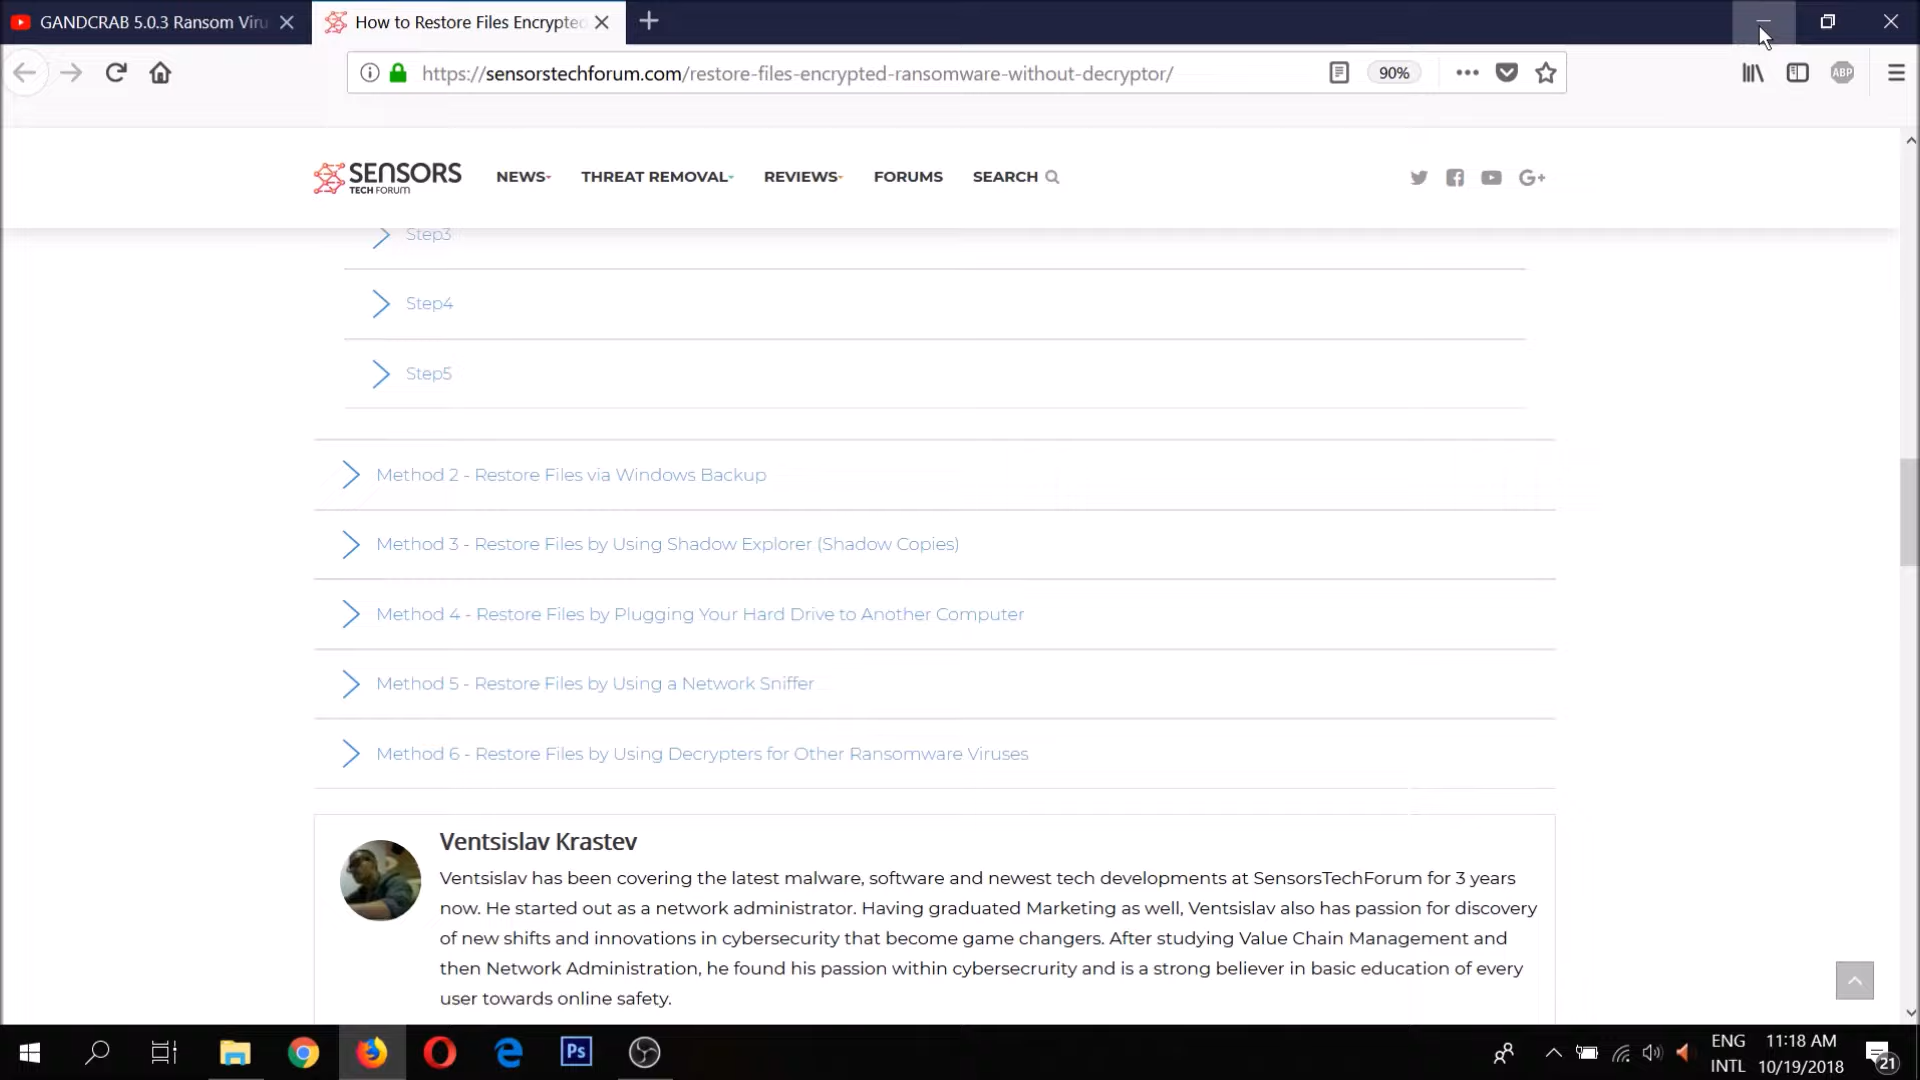 GANDCRAB 5.0.3 Ransom Viru
How to Restore Files Encrypted
https://sensorstechforum.com/restore-files-encrypted-ransomware-without-decryptor/
90%
ABP
SENSORS
TECH FORUM
NEWS
THREAT REMOVAL
REVIEWS
FORUMS
SEARCH
G+
Step3
Step4
Step5
Method 2 - Restore Files via Windows Backup
Method 3 - Restore Files by Using Shadow Explorer (Shadow Copies)
Method 4 - Restore Files by Plugging Your Hard Drive to Another Computer
Method 5 - Restore Files by Using a Network Sniffer
Method 6 - Restore Files by Using Decrypters for Other Ransomware Viruses
Ventsislav Krastev
Ventsislav has been covering the latest malware, software and newest tech developments at SensorsTechForum for 3 years
now. He started out as a network administrator. Having graduated Marketing as well, Ventsislav also has passion for discovery
of new shifts and innovations in cybersecurity that become game changers. After studying Value Chain Management and
then Network Administration, he found his passion within cybersecrurity and is a strong believer in basic education of every
user towards online safety.
Ps
ENG
INTL
11:18 AM
10/19/2018
21